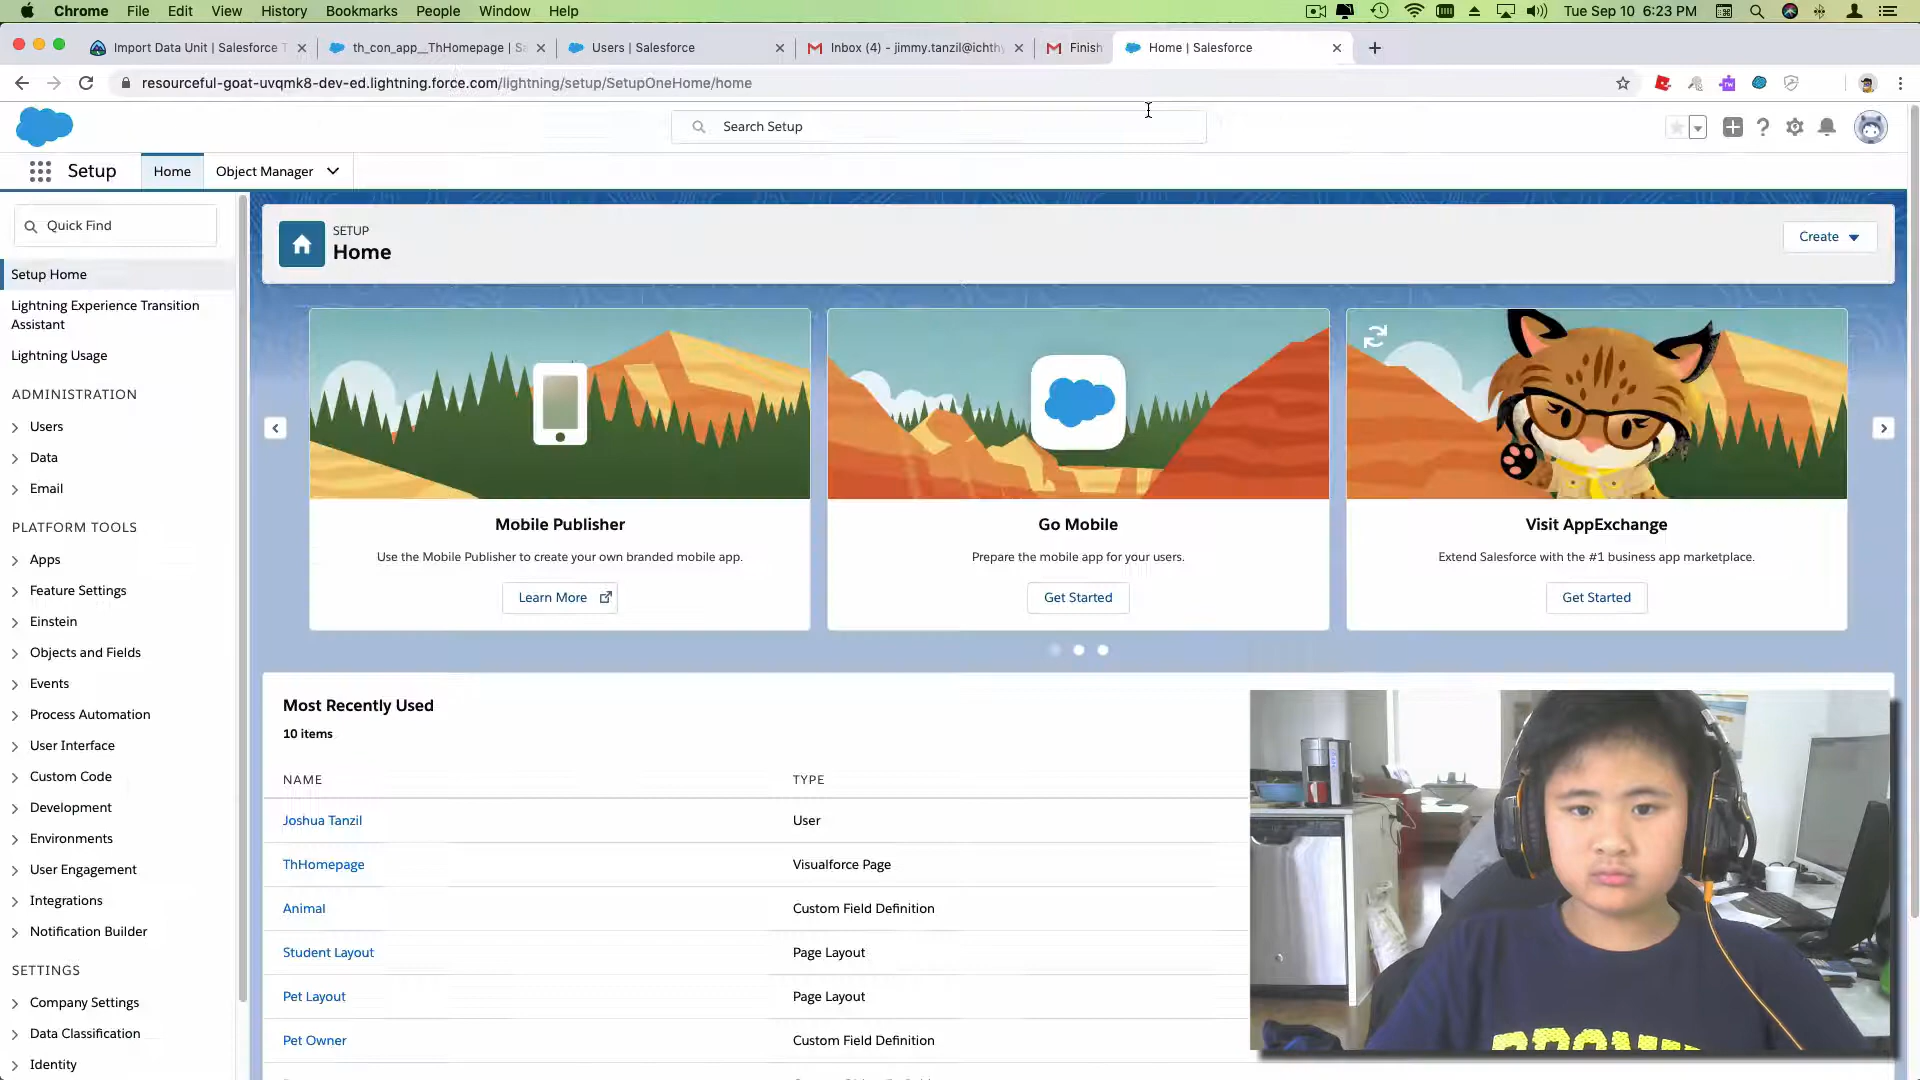 Chrome File Edit View History Bookmarks People Window Help
Tue Sep 10 6:23 PM
Import Data Unit | Salesforce T
th_con_app__ThHomepage | Sa
Users | Salesforce
Inbox (4) - jimmy.tanzil@ichthy
Finish
Home | Salesforce
resourceful-goat-uvqmk8-dev-ed.lightning.force.com/lightning/setup/SetupOneHome/home
Search Setup
Setup
Home
Object Manager
Quick Find
Setup Home
Lightning Experience Transition
Assistant
Lightning Usage
ADMINISTRATION
Users
Data
Email
PLATFORM TOOLS
Apps
Feature Settings
Einstein
Objects and Fields
Events
Process Automation
User Interface
Custom Code
Development
Environments
User Engagement
Integrations
Notification Builder
SETTINGS
Company Settings
Data Classification
Identity
SETUP
Home
Create
Mobile Publisher
Use the Mobile Publisher to create your own branded mobile app.
Learn More
Go Mobile
Prepare the mobile app for your users.
Get Started
Visit AppExchange
Extend Salesforce with the #1 business app marketplace.
Get Started
Most Recently Used
10 items
NAME TYPE
Joshua Tanzil User
ThHomepage Visualforce Page
Animal Custom Field Definition
Student Layout Page Layout
Pet Layout Page Layout
Pet Owner Custom Field Definition